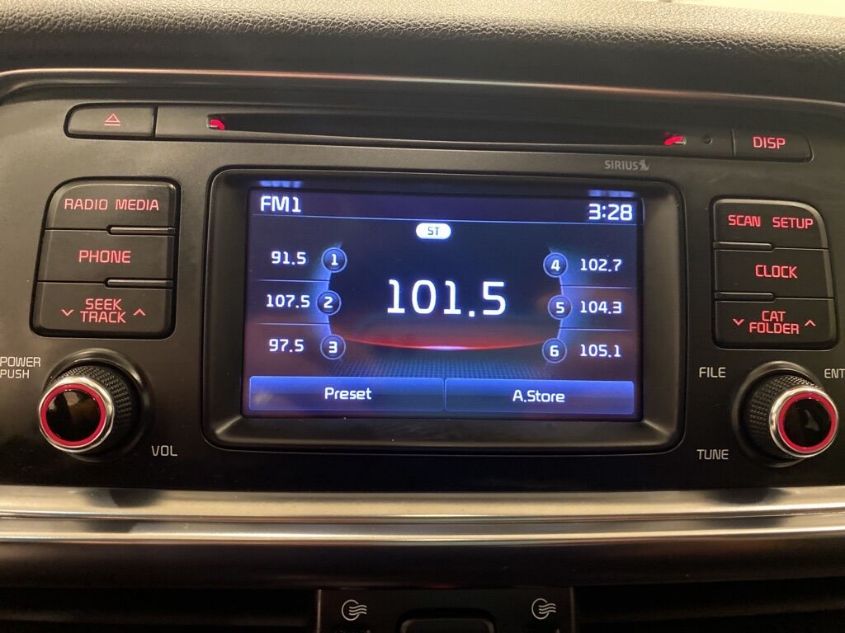 DISP
SIRIUS
RADIO MEDIA
PHONE
SEEK
TRACK
POWER
PUSH
VOL
FM1
3:28
ST
91.5 1
107.5 2
97.5 3
101.5
4 102.7
5 104.3
6 105.1
Preset
A.Store
SCAN SETUP
CLOCK
CAT
FOLDER
FILE
ENT
TUNE